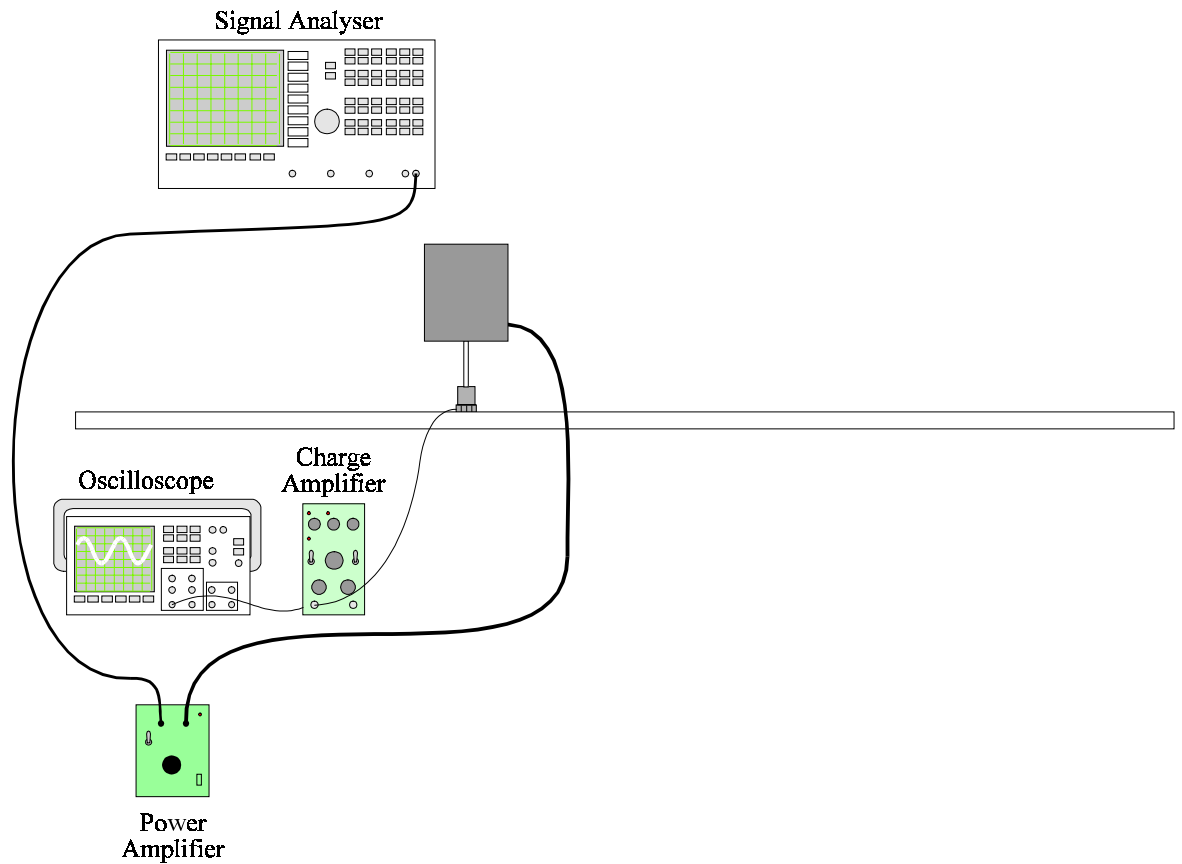 Signal Analyser
Charge
Amplifier
Oscilloscope
Power
Amplifier